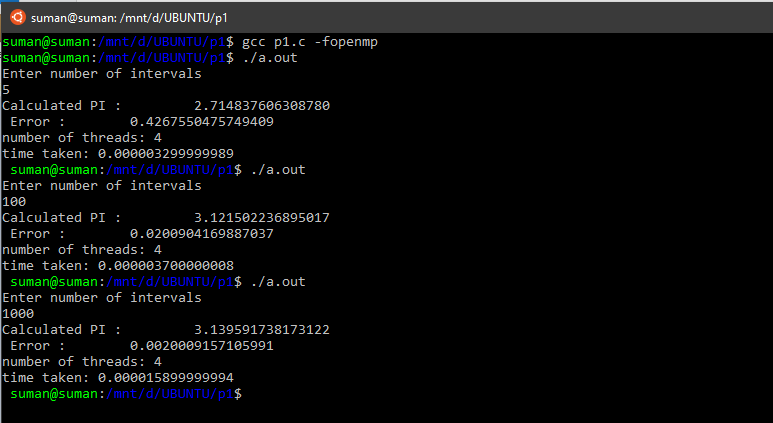 suman@suman: /mnt/d/UBUNTU/p1
suman@suman:/mnt/d/UBUNTU/p1$ gcc p1.c -fopenmp
suman@suman:/mnt/d/UBUNTU/p1$ ./a.out
Enter number of intervals
5
Calculated PI :         2.714837606308780
 Error :        0.4267550475749409
number of threads: 4
time taken: 0.000003299999989
 suman@suman:/mnt/d/UBUNTU/p1$ ./a.out
Enter number of intervals
100
Calculated PI :         3.121502236895017
 Error :        0.0200904169887037
number of threads: 4
time taken: 0.000003700000008
 suman@suman:/mnt/d/UBUNTU/p1$ ./a.out
Enter number of intervals
1000
Calculated PI :         3.139591738173122
 Error :        0.0020009157105991
number of threads: 4
time taken: 0.000015899999994
 suman@suman:/mnt/d/UBUNTU/p1$